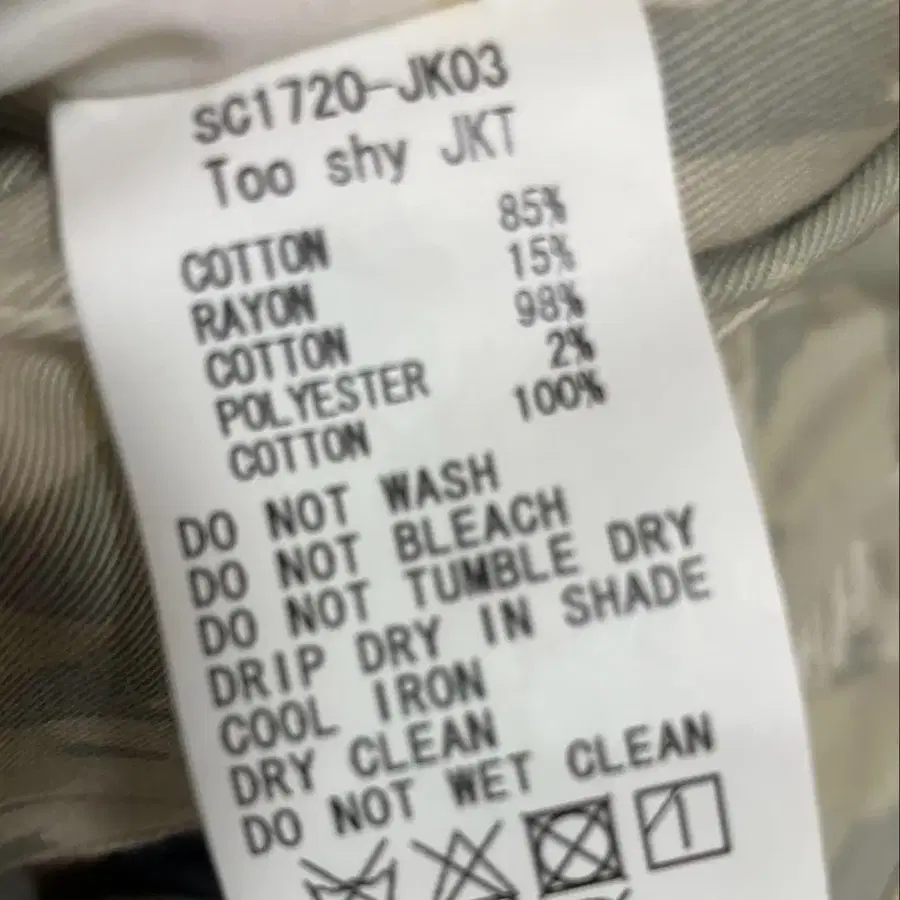 SC1720-JK03
Too shy JKT
COTTON 85%
RAYON 15%
COTTON 98%
POLYESTER 2%
COTTON 100%
DO NOT WASH
DO NOT BLEACH
DO NOT TUMBLE DRY
DRIP DRY IN SHADE
COOL IRON
DRY CLEAN
DO NOT WET CLEAN